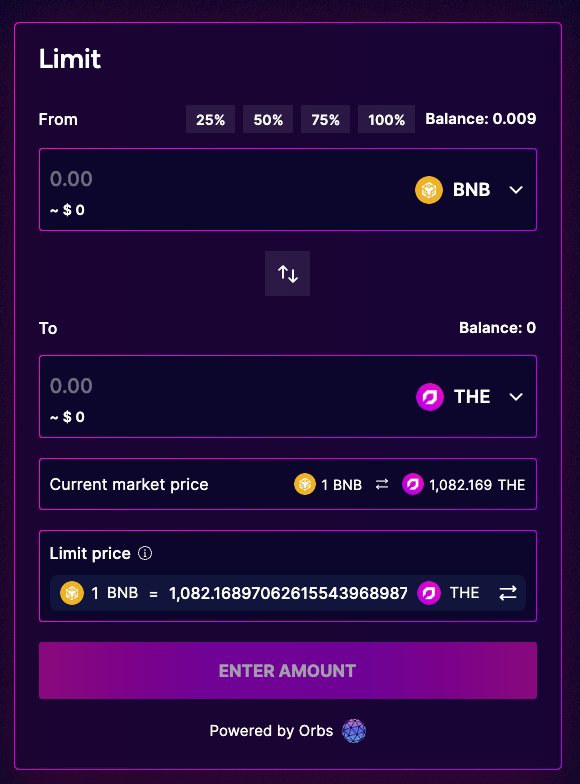 Limit
From 25% 50% 75% 100% Balance: 0.009
0.00 BNB
~ $ 0
To Balance: 0
0.00 THE
~ $ 0
Current market price 1 BNB 1,082.169 THE
Limit price
1 BNB = 1,082.16897062615543968987 THE
ENTER AMOUNT
Powered by Orbs